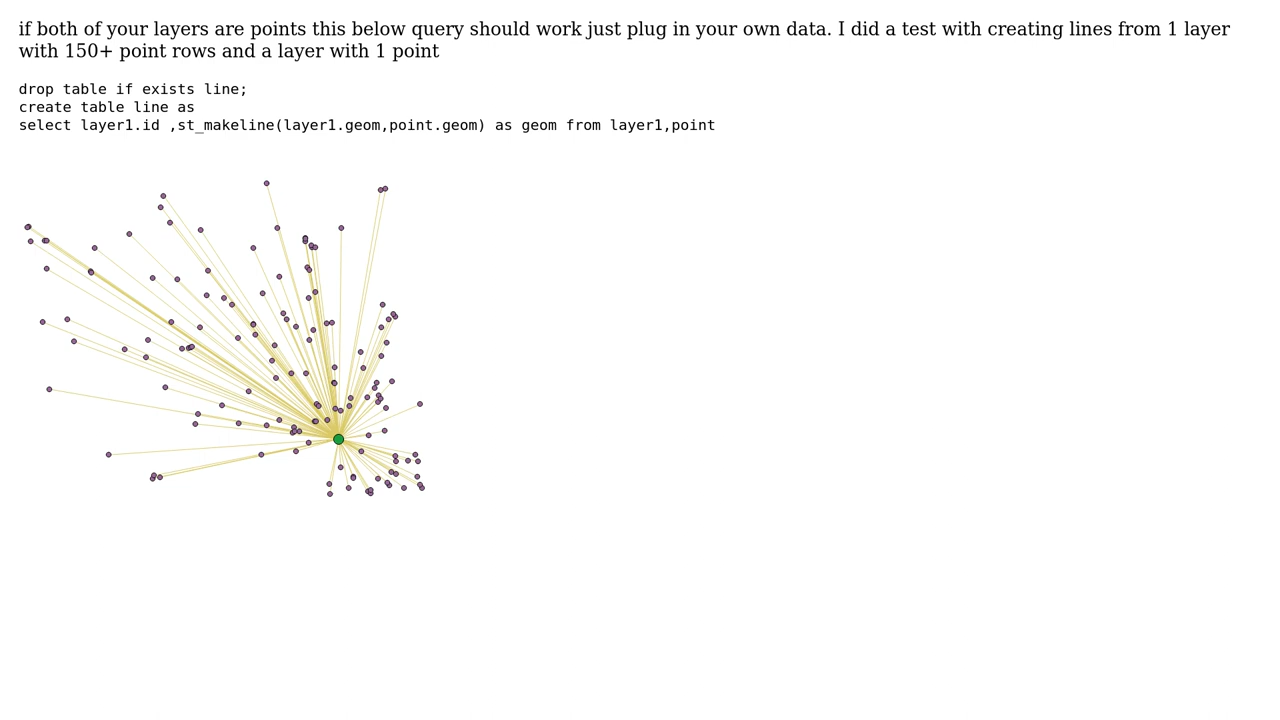 if both of your layers are points this below query should work just plug in your own data. I did a test with creating lines from 1 layer
with 150+ point rows and a layer with 1 point
drop table if exists line;
create table line as
select layer1.id ,st_makeline(layer1.geom,point.geom) as geom from layer1,point